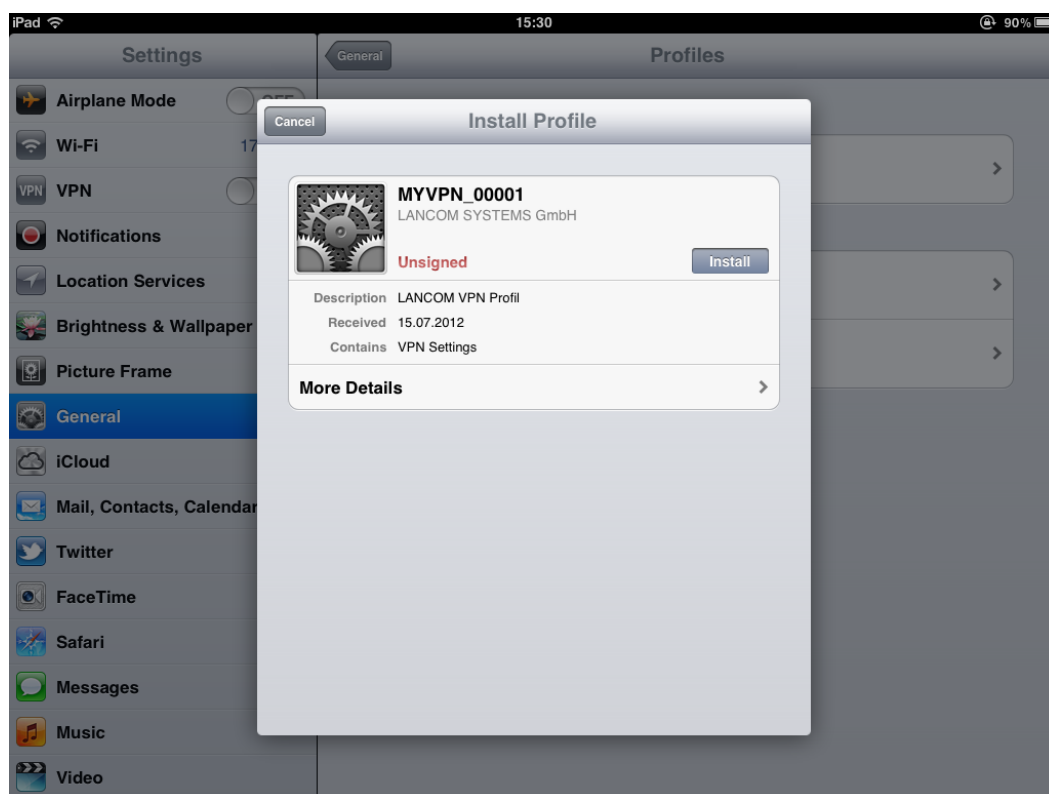 iPad 15:30 90%
Settings
General
Profiles
Airplane Mode
Wi-Fi 17
VPN VPN
Notifications
Location Services
Brightness & Wallpaper
Picture Frame
General
iCloud
Mail, Contacts, Calendar
Twitter
FaceTime
Safari
Messages
Music
Video
Cancel
Install Profile
MYVPN_00001
LANCOM SYSTEMS GmbH
Unsigned
Install
Description LANCOM VPN Profil
Received 15.07.2012
Contains VPN Settings
More Details